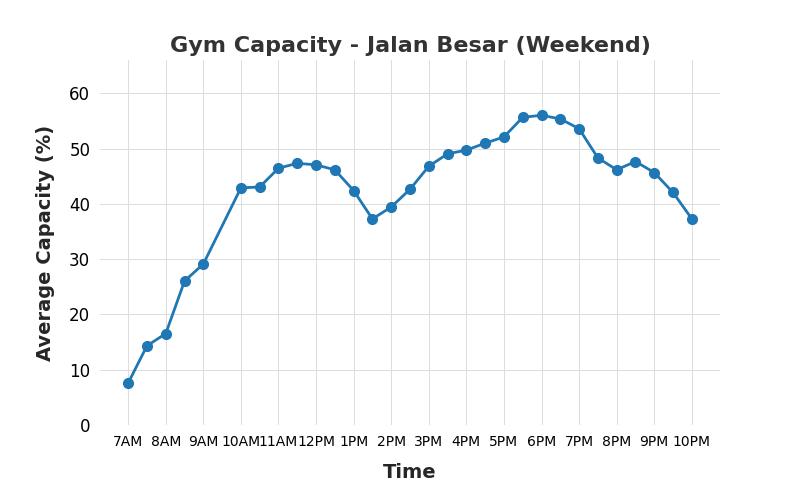 Gym Capacity - Jalan Besar (Weekend)
60
50
40
30
20
10
0
Average Capacity (%)
7AM 8AM 9AM 10AM 11AM 12PM 1PM 2PM 3PM 4PM 5PM 6PM 7PM 8PM 9PM 10PM
Time